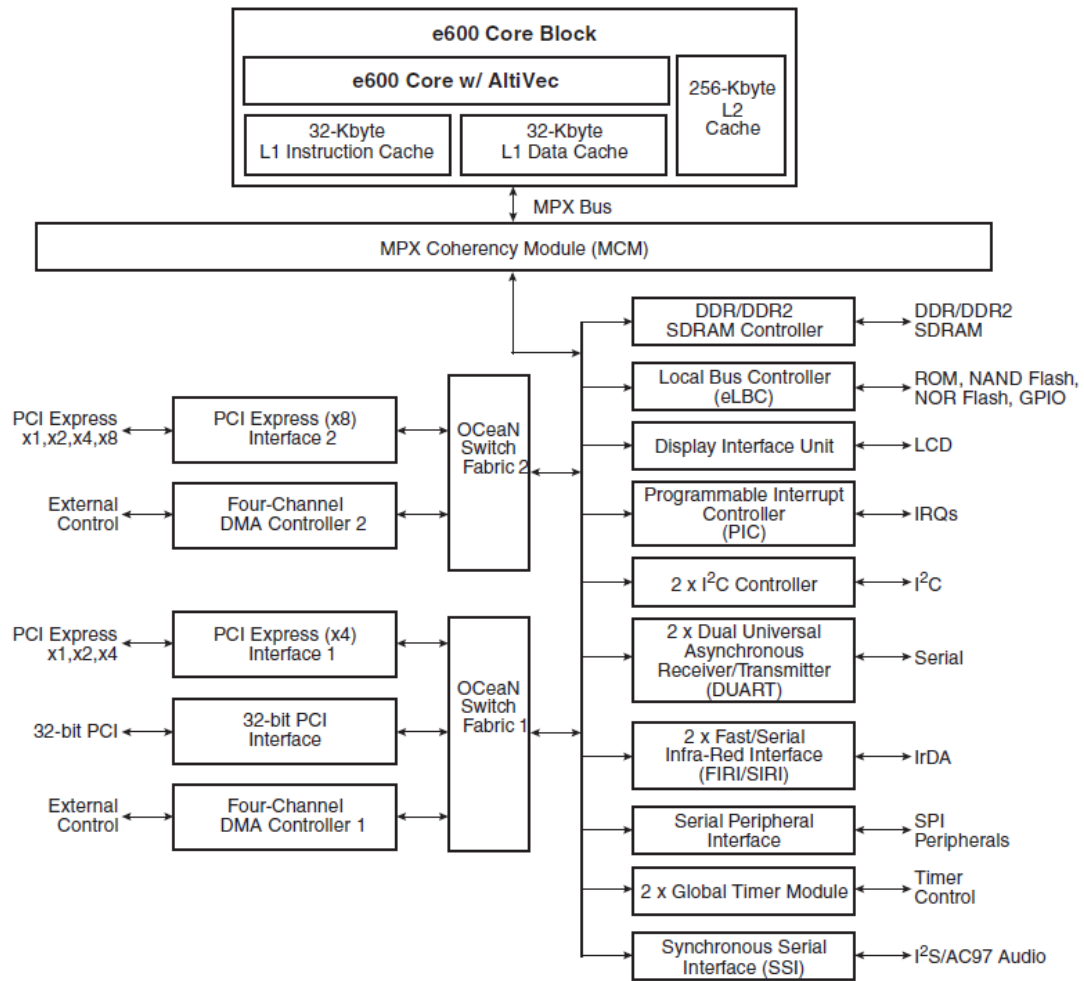 e600 Core Block
e600 Core w/ AltiVec
256-Kbyte
L2
Cache
32-Kbyte
L1 Instruction Cache
32-Kbyte
L1 Data Cache
MPX Bus
MPX Coherency Module (MCM)
PCI Express
x1,x2,x4,x8
PCI Express (x8)
Interface 2
External
Control
Four-Channel
DMA Controller 2
OCeaN
Switch
Fabric 2
PCI Express
x1,x2,x4
PCI Express (x4)
Interface 1
32-bit PCI
32-bit PCI
Interface
External
Control
Four-Channel
DMA Controller 1
OCeaN
Switch
Fabric 1
DDR/DDR2
SDRAM Controller
DDR/DDR2
SDRAM
Local Bus Controller
(eLBC)
ROM, NAND Flash,
NOR Flash, GPIO
Display Interface Unit
LCD
Programmable Interrupt
Controller
(PIC)
IRQs
2 x I²C Controller
I²C
2 x Dual Universal
Asynchronous
Receiver/Transmitter
(DUART)
Serial
2 x Fast/Serial
Infra-Red Interface
(FIRI/SIRI)
IrDA
Serial Peripheral
Interface
SPI
Peripherals
2 x Global Timer Module
Timer
Control
Synchronous Serial
Interface (SSI)
I²S/AC97 Audio